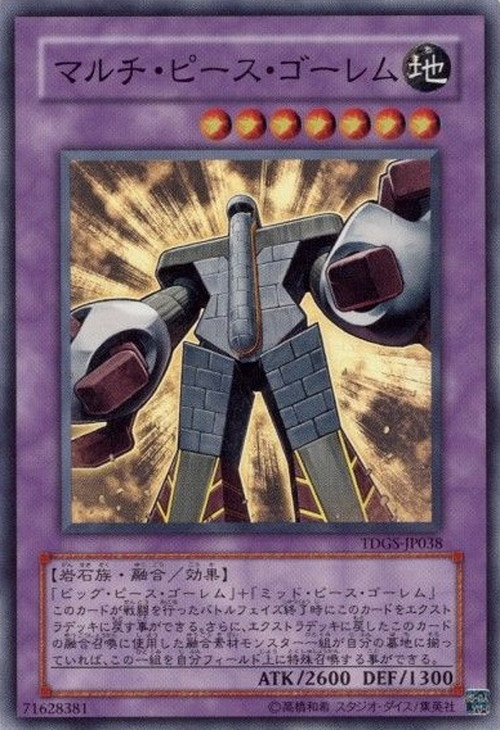 マルチ・ピース・ゴーレム
地
TDGS-JP038
【岩石族・融合/効果】
「ビッグ・ピース・ゴーレム」+「ミッド・ピース・ゴーレム」
このカードが戦闘を行ったバトルフェイズ終了時にこのカードをエクスト
ラデッキに戻す事ができる。さらに、エクストラデッキに戻したこのカード
の融合召喚に使用した融合素材モンスター一組が自分の墓地に揃っ
ていれば、この一組を自分フィールド上に特殊召喚する事ができる。
ATK/2600 DEF/1300
71628381
©高橋和希 スタジオ・ダイス/集英社